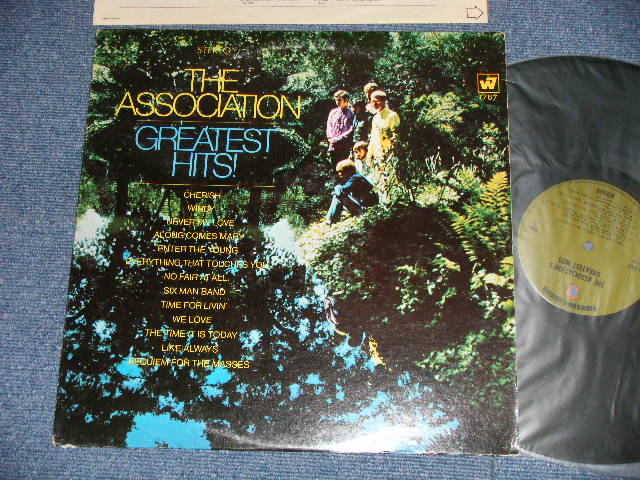 STEREO
W7
1767
THE
ASSOCIATION
GREATEST
HITS!
CHERISH
WINDY
NEVER MY LOVE
ALONG COMES MARY
ENTER THE YOUNG
EVERYTHING THAT TOUCHES YOU
NO FAIR AT ALL
SIX MAN BAND
TIME FOR LIVIN'
WE LOVE
THE TIME IT IS TODAY
LIKE ALWAYS
REQUIEM FOR THE MASSES
THE ASSOCIATION'S
GREATEST HITS